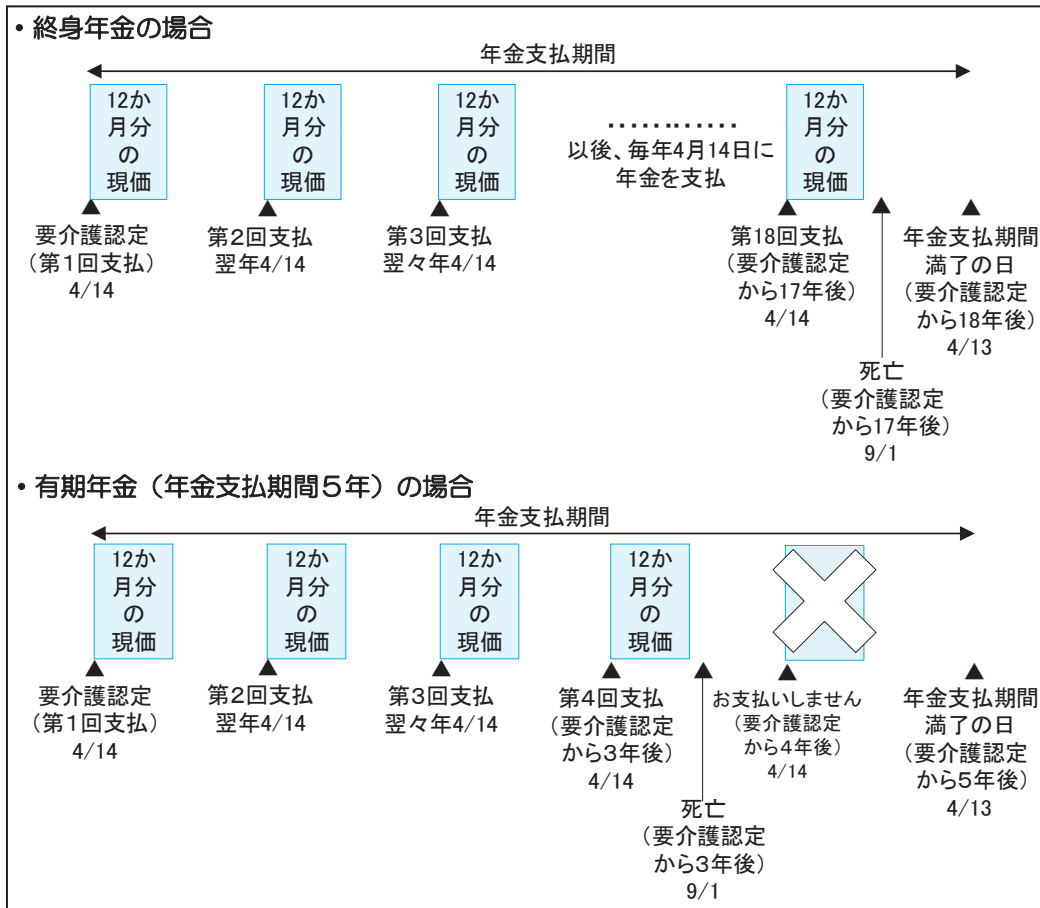 ・終身年金の場合
年金支払期間
12か
月分
の
現価
12か
月分
の
現価
12か
月分
の
現価
‥‥‥‥‥‥
以後、毎年4月14日に
年金を支払
12か
月分
の
現価
要介護認定
(第1回支払)
4/14
第2回支払
翌年4/14
第3回支払
翌々年4/14
第18回支払
(要介護認定
から17年後)
4/14
年金支払期間
満了の日
(要介護認定
から18年後)
4/13
死亡
(要介護認定
から17年後)
9/1
・有期年金(年金支払期間5年)の場合
年金支払期間
12か
月分
の
現価
12か
月分
の
現価
12か
月分
の
現価
12か
月分
の
現価
要介護認定
(第1回支払)
4/14
第2回支払
翌年4/14
第3回支払
翌々年4/14
第4回支払
(要介護認定
から3年後)
4/14
お支払いしません
(要介護認定
から4年後)
4/14
年金支払期間
満了の日
(要介護認定
から5年後)
4/13
死亡
(要介護認定
から3年後)
9/1